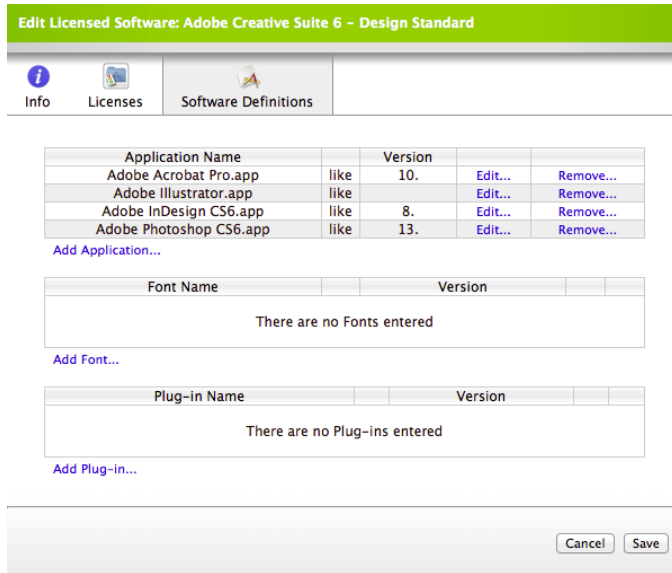 Edit Licensed Software: Adobe Creative Suite 6 – Design Standard
Info Licenses Software Definitions
Application Name Version
Adobe Acrobat Pro.app like 10. Edit... Remove...
Adobe Illustrator.app like Edit... Remove...
Adobe InDesign CS6.app like 8. Edit... Remove...
Adobe Photoshop CS6.app like 13. Edit... Remove...
Add Application...
Font Name Version
There are no Fonts entered
Add Font...
Plug-in Name Version
There are no Plug-ins entered
Add Plug-in...
Cancel Save